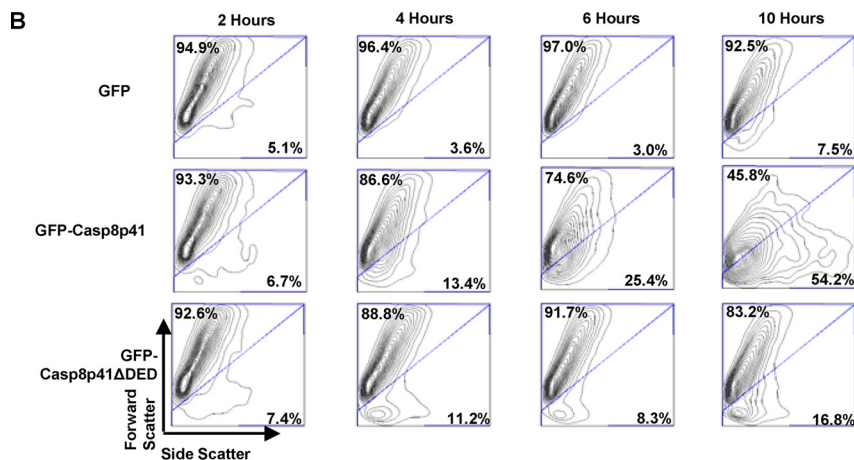 B
2 Hours 4 Hours 6 Hours 10 Hours
GFP
94.9% 96.4% 97.0% 92.5%
5.1% 3.6% 3.0% 7.5%
GFP-Casp8p41
93.3% 86.6% 74.6% 45.8%
6.7% 13.4% 25.4% 54.2%
GFP-
Casp8p41ΔDED
92.6% 88.8% 91.7% 83.2%
7.4% 11.2% 8.3% 16.8%
Forward
Scatter
Side Scatter